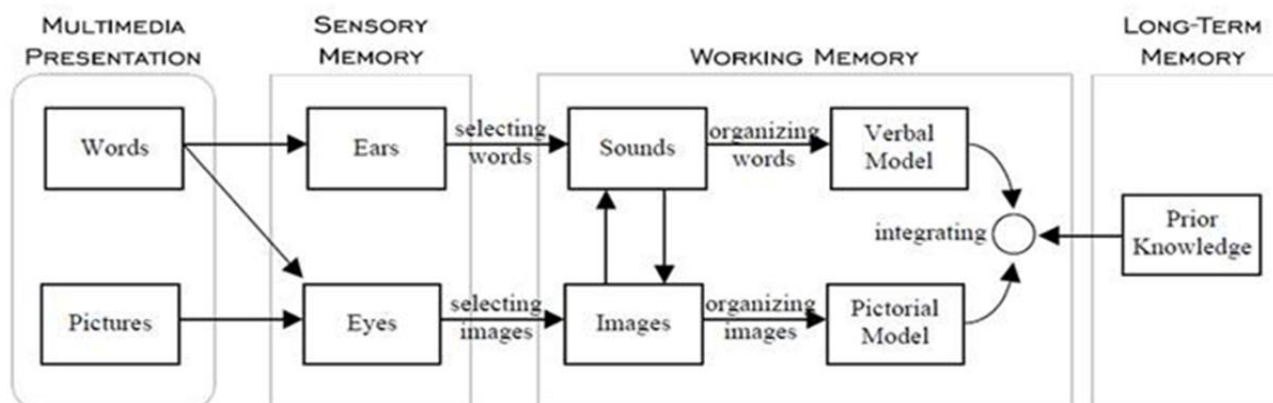 MULTIMEDIA
PRESENTATION
SENSORY
MEMORY
WORKING MEMORY
LONG-TERM
MEMORY
Words
Ears
selecting
words
Sounds
organizing
words
Verbal
Model
integrating
Prior
Knowledge
Pictures
Eyes
selecting
images
Images
organizing
images
Pictorial
Model